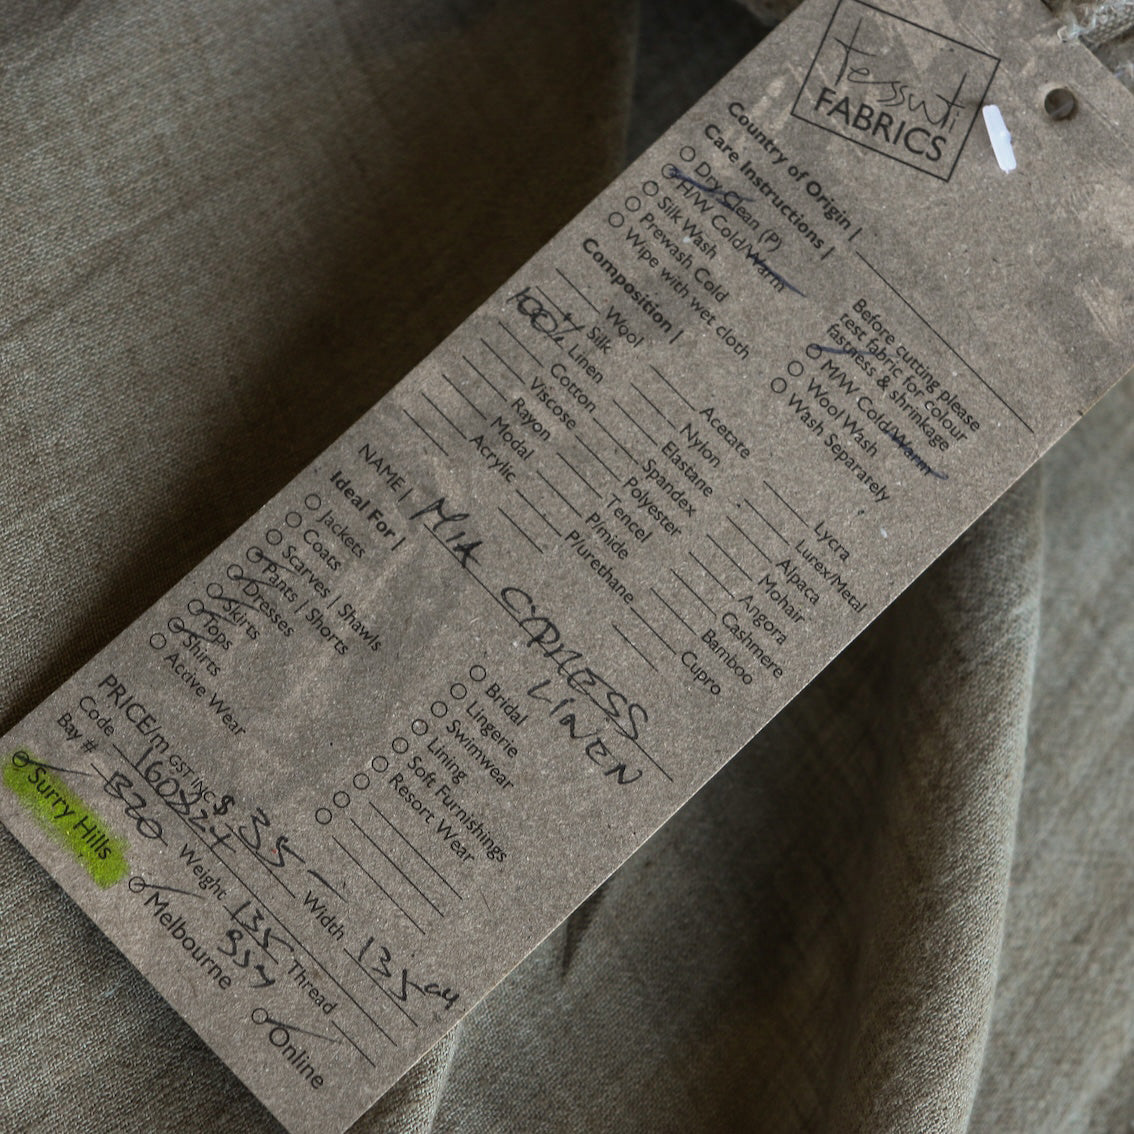 tessuti
FABRICS
Country of Origin |
Care Instructions |
Dry Clean (P)
H/W Cold/Warm
Silk Wash
Prewash Cold
Wipe with wet cloth
Before cutting please
test fabric for colour
fastness & shrinkage
M/W Cold/Warm
Wool Wash
Wash Separately
Composition |
Wool
Silk
100% Linen
Cotton
Viscose
Rayon
Modal
Acrylic
Acetate
Nylon
Elastane
Spandex
Polyester
Tencel
P/mide
P/urethane
Lycra
Lurex/Metal
Alpaca
Mohair
Angora
Cashmere
Bamboo
Cupro
NAME | MIA CYPRESS
LINEN
Ideal For |
Jackets
Coats
Scarves | Shawls
Pants | Shorts
Dresses
Skirts
Tops
Shirts
Active Wear
Bridal
Lingerie
Swimwear
Lining
Soft Furnishings
Resort Wear
PRICE/m GST INC $ 35 -
Code 160824 Width 135cm
Bay # B20 Weight 135 Thread
Surry Hills
Melbourne
Online